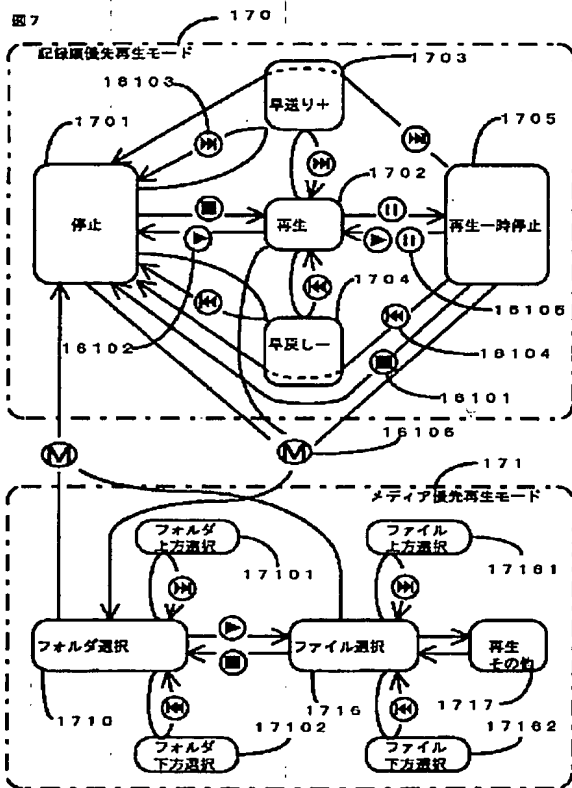 図7
170
記録順優先再生モード
18103
1703
1701
早送り+
1705
1702
停止
再生
再生一時停止
1704
16105
早戻し−
18104
16102
16101
M
M
16106
171
メディア優先再生モード
フォルダ
上方選択
ファイル
上方選択
17101
17161
フォルダ選択
ファイル選択
再生
その他
1710
1716
1717
17102
17162
フォルダ
下方選択
ファイル
下方選択